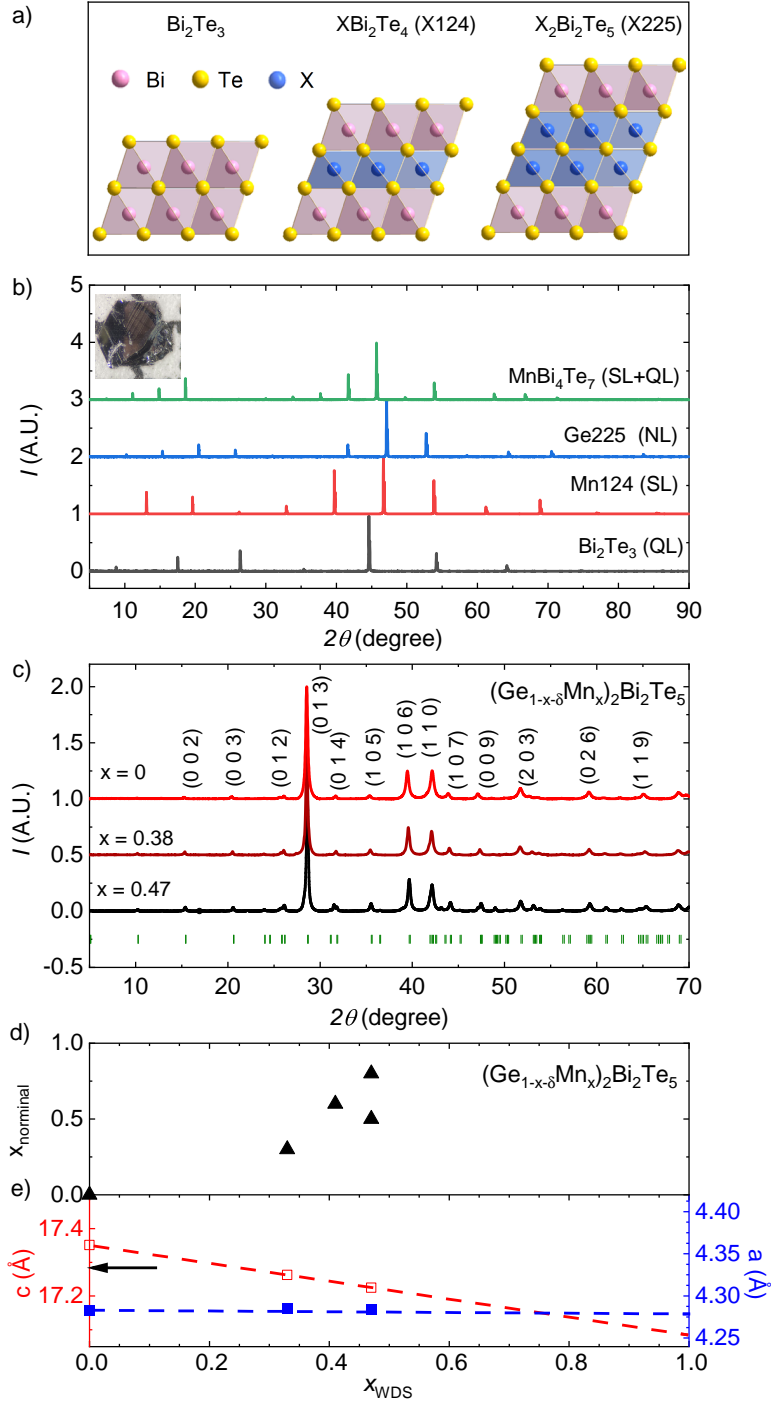 a)
Bi₂Te₃ XBi₂Te₄ (X124) X₂Bi₂Te₅ (X225)
Bi Te X
b)
I (A.U.)
5
4
3
2
1
0
MnBi₄Te₇ (SL+QL)
Ge225 (NL)
Mn124 (SL)
Bi₂Te₃ (QL)
10 20 30 40 50 60 70 80 90
2θ (degree)
c)
I (A.U.)
2.0
1.5
1.0
0.5
0.0
-0.5
(Ge₁₋ₓ₋δMnₓ)₂Bi₂Te₅
(0 0 2) (0 0 3) (0 1 2) (0 1 3) (0 1 4) (1 0 5) (1 0 6) (1 1 0) (1 0 7) (0 0 9) (2 0 3) (0 2 6) (1 1 9)
x = 0
x = 0.38
x = 0.47
10 20 30 40 50 60 70
2θ (degree)
d)
x norminal
1.0
0.5
0.0
(Ge₁₋ₓ₋δMnₓ)₂Bi₂Te₅
e)
c (Å)
17.4
17.2
4.40
4.35
4.30
4.25
a (Å)
0.0 0.2 0.4 0.6 0.8 1.0
x WDS